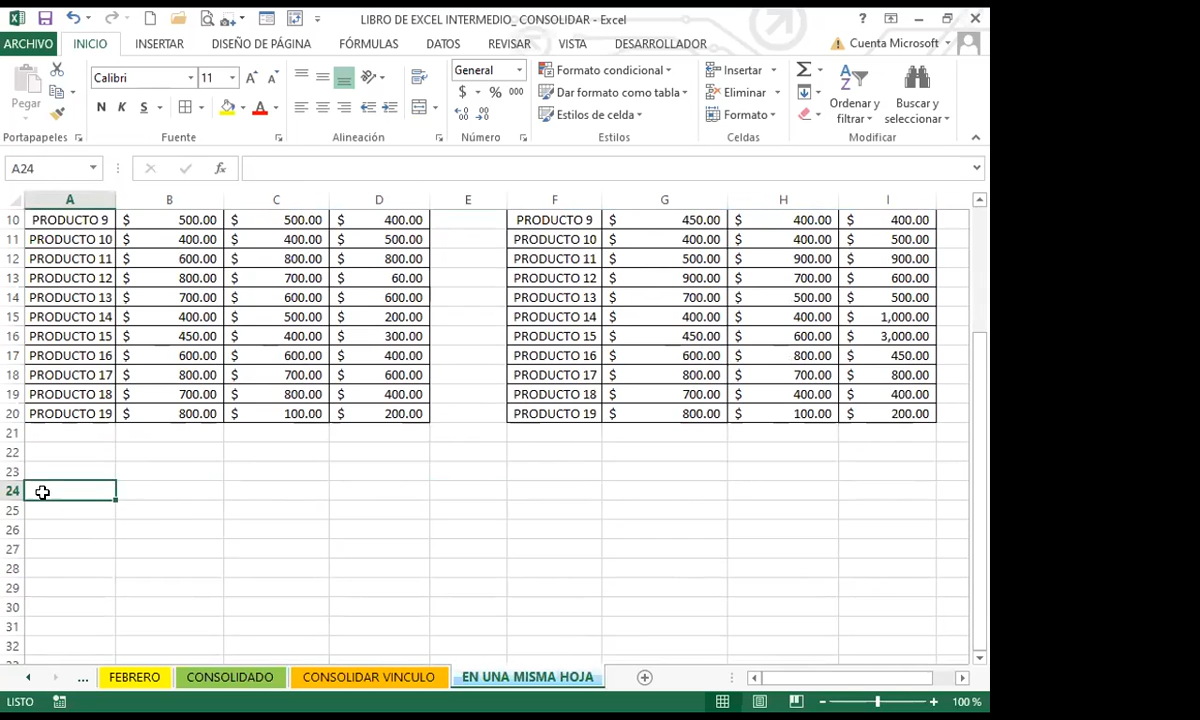 LIBRO DE EXCEL INTERMEDIO_ CONSOLIDAR - Excel
ARCHIVO INICIO INSERTAR DISEÑO DE PÁGINA FÓRMULAS DATOS REVISAR VISTA DESARROLLADOR Cuenta Microsoft
Pegar
Calibri 11
N K S
General
$ % 000
Formato condicional
Dar formato como tabla
Estilos de celda
Insertar
Eliminar
Formato
Ordenar y filtrar
Buscar y seleccionar
Portapapeles Fuente Alineación Número Estilos Celdas Modificar
A24 fx
A B C D E F G H I
10 PRODUCTO 9 $ 500.00 $ 500.00 $ 400.00 PRODUCTO 9 $ 450.00 $ 400.00 $ 400.00
11 PRODUCTO 10 $ 400.00 $ 400.00 $ 500.00 PRODUCTO 10 $ 400.00 $ 400.00 $ 500.00
12 PRODUCTO 11 $ 600.00 $ 800.00 $ 800.00 PRODUCTO 11 $ 500.00 $ 900.00 $ 900.00
13 PRODUCTO 12 $ 800.00 $ 700.00 $ 60.00 PRODUCTO 12 $ 900.00 $ 700.00 $ 600.00
14 PRODUCTO 13 $ 700.00 $ 600.00 $ 600.00 PRODUCTO 13 $ 700.00 $ 500.00 $ 500.00
15 PRODUCTO 14 $ 400.00 $ 500.00 $ 200.00 PRODUCTO 14 $ 400.00 $ 400.00 $ 1,000.00
16 PRODUCTO 15 $ 450.00 $ 400.00 $ 300.00 PRODUCTO 15 $ 450.00 $ 600.00 $ 3,000.00
17 PRODUCTO 16 $ 600.00 $ 600.00 $ 400.00 PRODUCTO 16 $ 600.00 $ 800.00 $ 450.00
18 PRODUCTO 17 $ 800.00 $ 700.00 $ 600.00 PRODUCTO 17 $ 800.00 $ 700.00 $ 800.00
19 PRODUCTO 18 $ 700.00 $ 800.00 $ 400.00 PRODUCTO 18 $ 700.00 $ 400.00 $ 400.00
20 PRODUCTO 19 $ 800.00 $ 100.00 $ 200.00 PRODUCTO 19 $ 800.00 $ 100.00 $ 200.00
21
22
23
24
25
26
27
28
29
30
31
32
... FEBRERO CONSOLIDADO CONSOLIDAR VINCULO EN UNA MISMA HOJA
LISTO 100 %